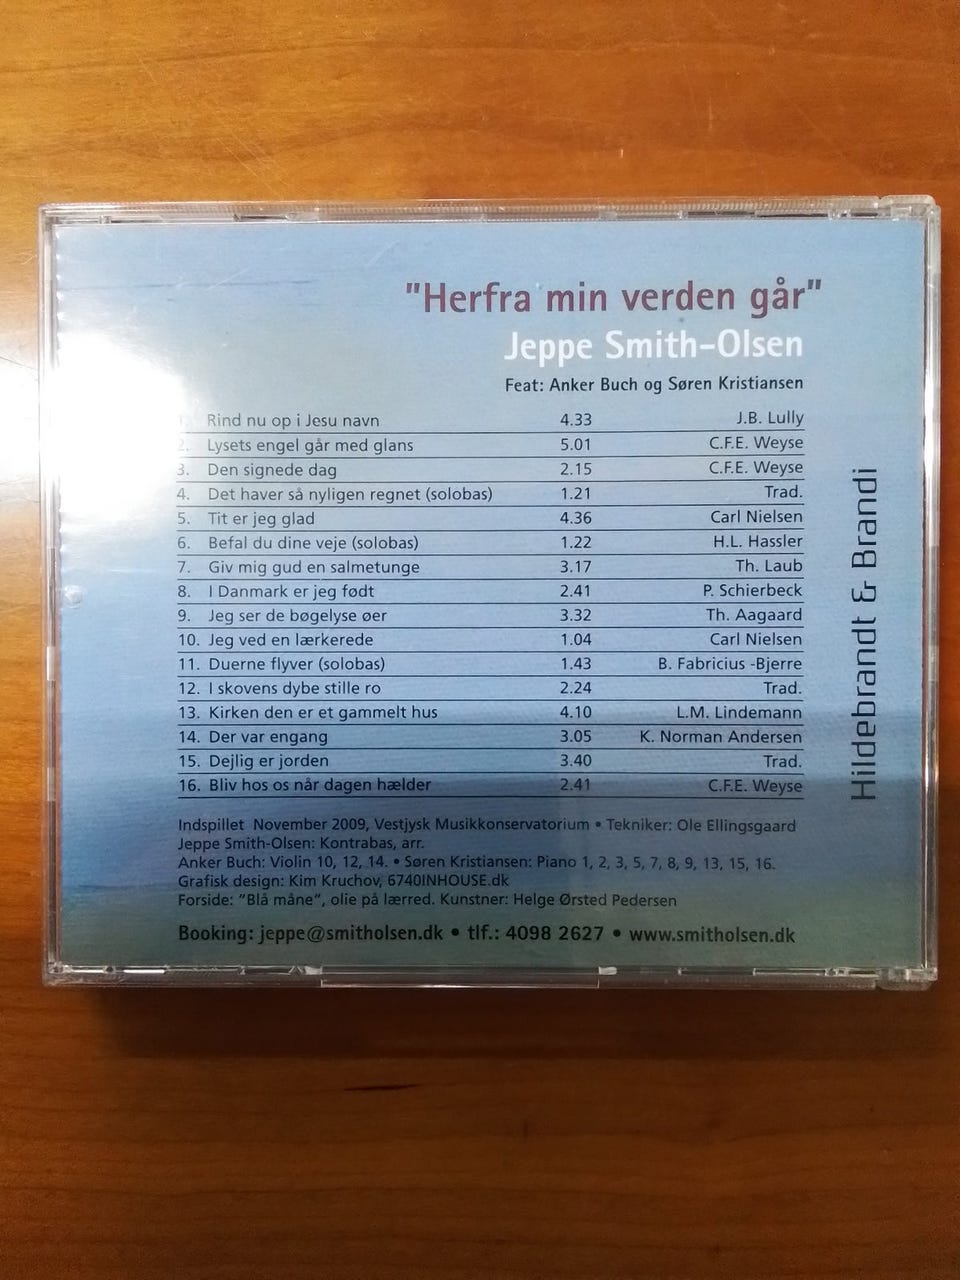 "Herfra min verden går"
Jeppe Smith-Olsen
Feat: Anker Buch og Søren Kristiansen
1. Rind nu op i Jesu navn 4.33 J.B. Lully
2. Lysets engel går med glans 5.01 C.F.E. Weyse
3. Den signede dag 2.15 C.F.E. Weyse
4. Det haver så nyligen regnet (solobas) 1.21 Trad.
5. Tit er jeg glad 4.36 Carl Nielsen
6. Befal du dine veje (solobas) 1.22 H.L. Hassler
7. Giv mig gud en salmetunge 3.17 Th. Laub
8. I Danmark er jeg født 2.41 P. Schierbeck
9. Jeg ser de bøgelyse øer 3.32 Th. Aagaard
10. Jeg ved en lærkerede 1.04 Carl Nielsen
11. Duerne flyver (solobas) 1.43 B. Fabricius -Bjerre
12. I skovens dybe stille ro 2.24 Trad.
13. Kirken den er et gammelt hus 4.10 L.M. Lindemann
14. Der var engang 3.05 K. Norman Andersen
15. Dejlig er jorden 3.40 Trad.
16. Bliv hos os når dagen hælder 2.41 C.F.E. Weyse
Indspillet November 2009, Vestjysk Musikkonservatorium • Tekniker: Ole Ellingsgaard
Jeppe Smith-Olsen: Kontrabas, arr.
Anker Buch: Violin 10, 12, 14. • Søren Kristiansen: Piano 1, 2, 3, 5, 7, 8, 9, 13, 15, 16.
Grafisk design: Kim Kruchov, 6740INHOUSE.dk
Forside: "Blå måne", olie på lærred. Kunstner: Helge Ørsted Pedersen
Booking: jeppe@smitholsen.dk • tlf.: 4098 2627 • www.smitholsen.dk
Hildebrandt & Brandi